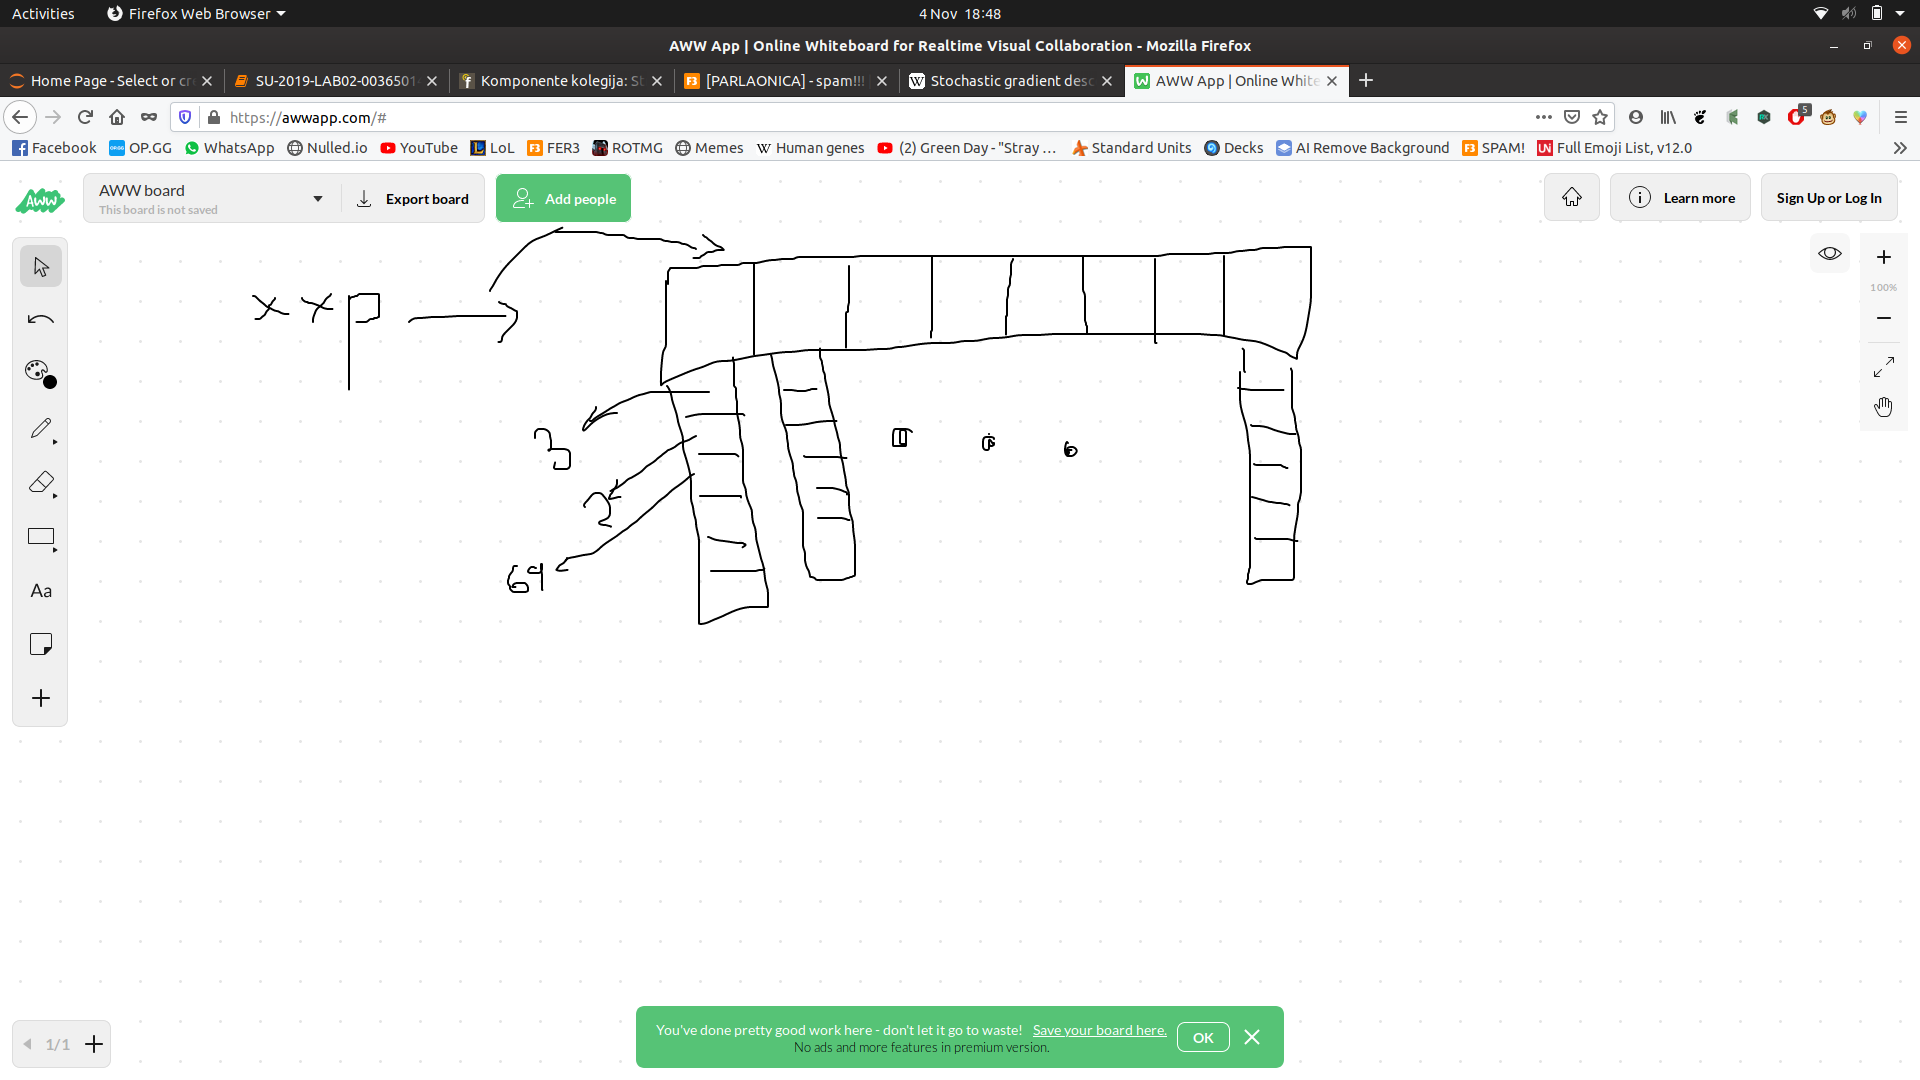 Activities Firefox Web Browser 4 Nov 18:48
AWW App | Online Whiteboard for Realtime Visual Collaboration - Mozilla Firefox
Home Page - Select or cr SU-2019-LAB02-0036501 Komponente kolegija: St [PARLAONICA] - spam!!! Stochastic gradient desc AWW App | Online White
https://awwapp.com/# 5
Facebook OP.GG WhatsApp Nulled.io YouTube LoL FER3 ROTMG Memes Human genes (2) Green Day - "Stray ... Standard Units Decks AI Remove Background SPAM! Full Emoji List, v12.0
AWW
AWW board
This board is not saved
Export board
Add people
Learn more
Sign Up or Log In
100%
xxp
64
Aa
1/1
You've done pretty good work here - don't let it go to waste! Save your board here.
No ads and more features in premium version.
OK